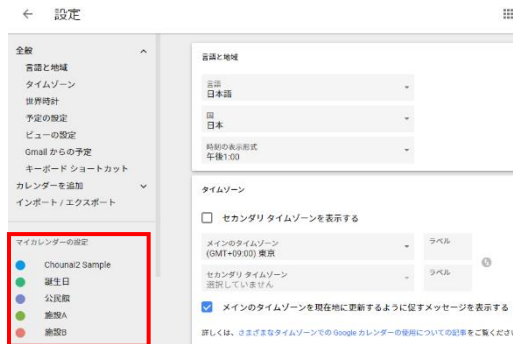 設定
全般
言語と地域
タイムゾーン
世界時計
予定の設定
ビューの設定
Gmail からの予定
キーボード ショートカット
カレンダーを追加
インポート / エクスポート
マイカレンダーの設定
Chounai2 Sample
誕生日
公民館
施設A
施設B
言語と地域
言語
日本語
国
日本
時刻の表示形式
午後1:00
タイムゾーン
セカンダリ タイムゾーンを表示する
メインのタイムゾーン
(GMT+09:00) 東京
ラベル
セカンダリ タイムゾーン
選択していません
ラベル
メインのタイムゾーンを現在地に更新するように促すメッセージを表示する
詳しくは、さまざまなタイムゾーンでの Google カレンダーの使用についての記事をご覧くださ